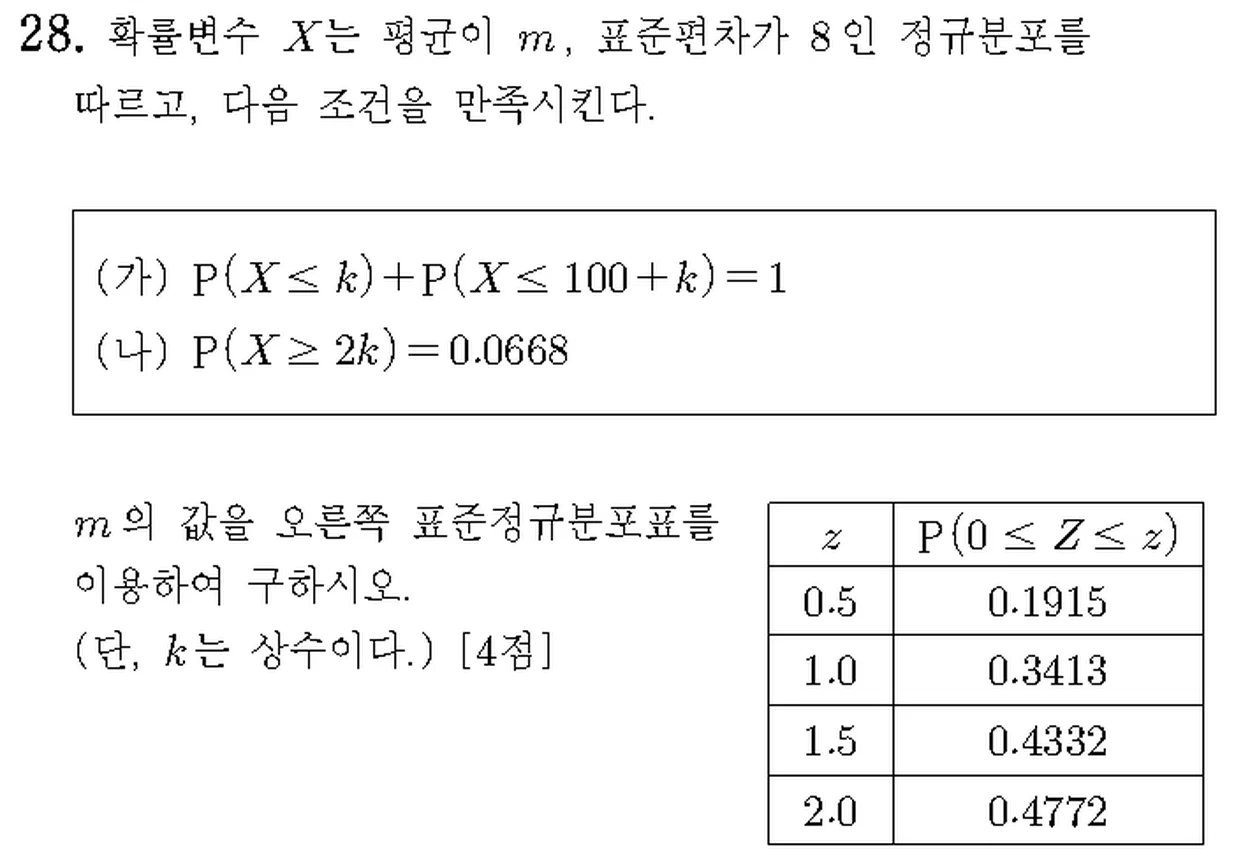 28. 확률변수 X는 평균이 m, 표준편차가 8인 정규분포를
따르고, 다음 조건을 만족시킨다.
(가) P(X ≤ k)+P(X ≤ 100+k)=1
(나) P(X ≥ 2k)=0.0668
m의 값을 오른쪽 표준정규분포표를
이용하여 구하시오.
(단, k는 상수이다.) [4점]
z P(0 ≤ Z ≤ z)
0.5 0.1915
1.0 0.3413
1.5 0.4332
2.0 0.4772